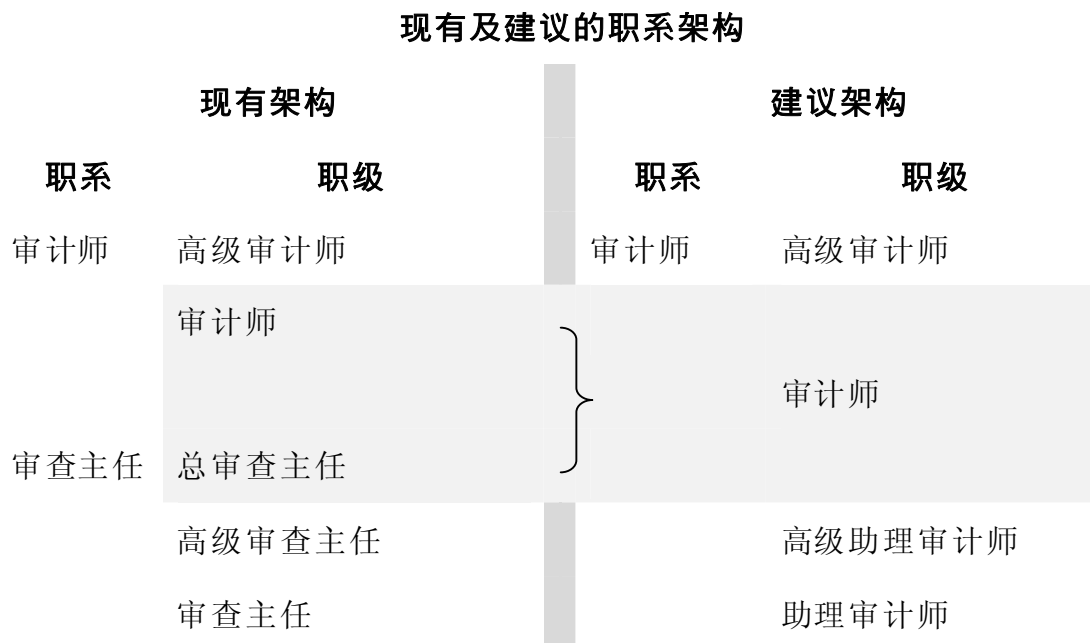 现有及建议的职系架构
现有架构 建议架构
职系 职级 职系 职级
审计师 高级审计师 审计师 高级审计师
审计师
审计师
审查主任 总审查主任
高级审查主任 高级助理审计师
审查主任 助理审计师